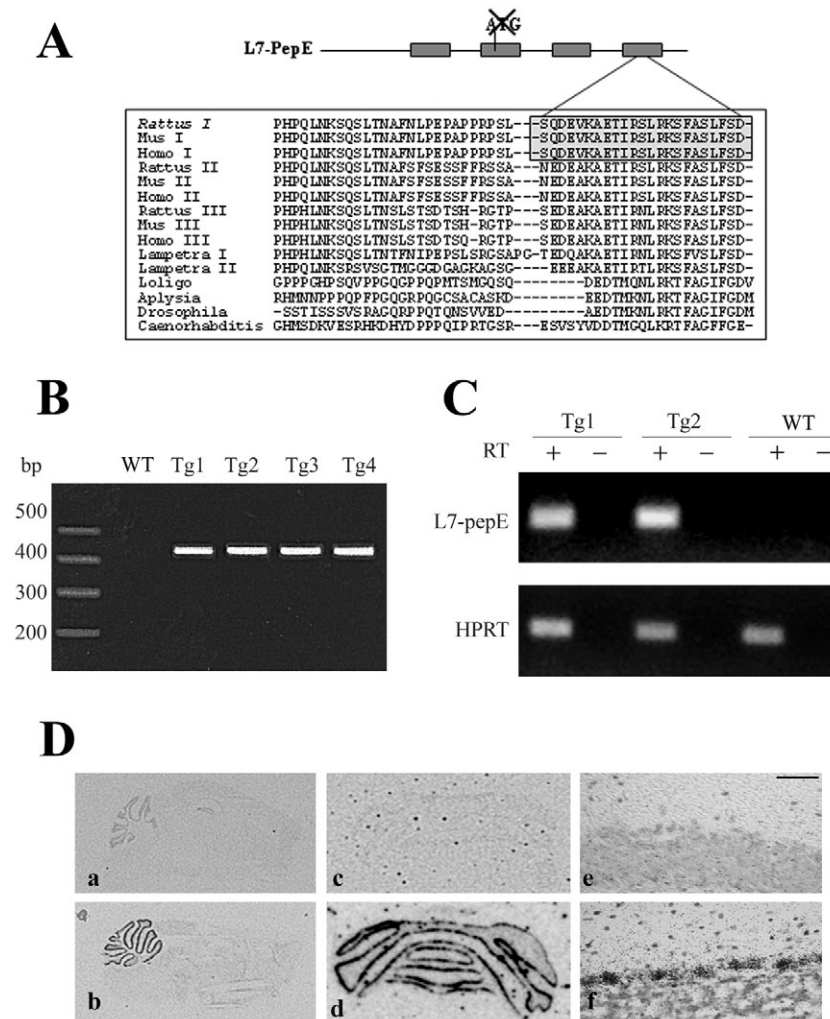 A
ATG
L7-PepE
Rattus I PHPQLNKSQSLTNAFNLPEPAPPRPSL---SQDEVKAETIRSLRKSFASLFSD-
Mus I PHPQLNKSQSLTNAFNLPEPAPPRPSL---SQDEVKAETIRSLRKSFASLFSD-
Homo I PHPQLNKSQSLTNAFNLPEPAPPRPSL---SQDEVKAETIRSLRKSFASLFSD-
Rattus II PHPQLNKSQSLTNAFSFSESSFFRSSA---NEDEAKAETIRSLRKSFASLFSD-
Mus II PHPQLNKSQSLTNAFSFSESSFFRSSA---NEDEAKAETIRSLRKSFASLFSD-
Homo II PHPQLNKSQSLTNAFSFSESSFFRSSA---NEDEAKAETIRSLRKSFASLFSD-
Rattus III PHPHLNKSQSLTNSLSTSDTSH-RGTP---SEDEAKAETIRNLRKSFASLFSD-
Mus III PHPHLNKSQSLTNSLSTSDTSH-RGTP---SEDEAKAETIRNLRKSFASLFSD-
Homo III PHPHLNKSQSLTNSLSTSDTSQ-RGTP---SEDEAKAETIRNLRKSFASLFSD-
Lampetra I PHPHLNKSQSLTNTFNIPEPSLSRGSAPG-TEDQAKAETIRNLRKSFVSLFSD-
Lampetra II PHPQLNKSRSVSGTMGGDGAGKAGSG----EEEAKAETIRTLRKSFASLFSD-
Loligo GPPPGHPSQVPPGQGPPQPMTSMGQSQ-------DEDTMQNLRKTFAGIFGDV
Aplysia RHMNNPPPQPFPGQGRPQGCSACASKD-------EEDTMKNLRKTFAGIFGDM
Drosophila -SSTISSSVSRAGQRPPQTQNSVVED--------AEDTMKNLRKTFAGIFGDM
Caenorhabditis GHMSDKVESRHKDHYDPPPQIPRTGSR---ESVSYVDDTMGQLKRTFAGFFGE-
B
bp WT Tg1 Tg2 Tg3 Tg4
500
400
300
200
C
Tg1 Tg2 WT
RT + − + − + −
L7-pepE
HPRT
D
a c e
b d f